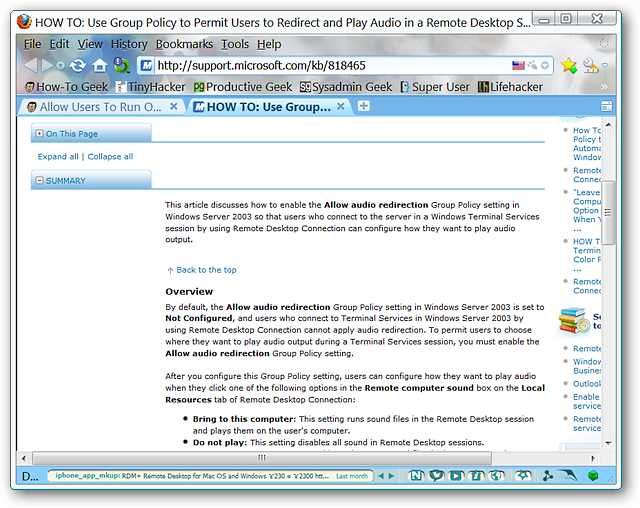 HOW TO: Use Group Policy to Permit Users to Redirect and Play Audio in a Remote Desktop S...
File Edit View History Bookmarks Tools Help
http://support.microsoft.com/kb/818465
How-To Geek TinyHacker Productive Geek Sysadmin Geek Super User Lifehacker
Allow Users To Run O... HOW TO: Use Group...
On This Page
Expand all | Collapse all
SUMMARY
This article discusses how to enable the Allow audio redirection Group Policy setting in
Windows Server 2003 so that users who connect to the server in a Windows Terminal Services
session by using Remote Desktop Connection can configure how they want to play audio
output.
Back to the top
Overview
By default, the Allow audio redirection Group Policy setting in Windows Server 2003 is set to
Not Configured, and users who connect to Terminal Services in Windows Server 2003 by
using Remote Desktop Connection cannot apply audio redirection. To permit users to choose
where they want to play audio output during a Terminal Services session, you must enable the
Allow audio redirection Group Policy setting.
After you configure this Group Policy setting, users can configure how they want to play audio
when they click one of the following options in the Remote computer sound box on the Local
Resources tab of Remote Desktop Connection:
Bring to this computer: This setting runs sound files in the Remote Desktop session
and plays them on the user's computer.
Do not play: This setting disables all sound in Remote Desktop sessions.
How To
Policy t
Automa
Window
Remote
Connec
"Leave
Compu
Option
When Y
...
HOW T
Termin
Color R
...
Remote
Connec
Se
to
Remote
Window
Busines
Outlook
Enable
service
Remote
service
D... iphone_app_mkup: RDM+ Remote Desktop for Mac OS and Windows Last month